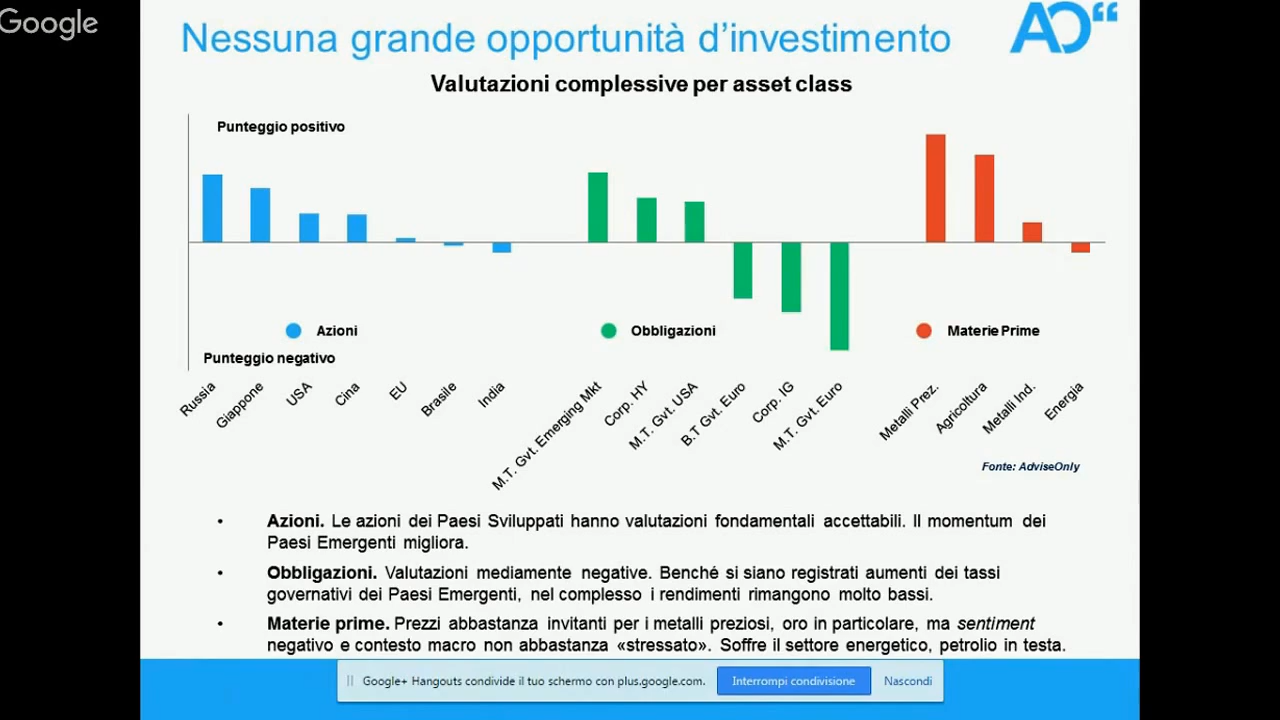 Google
Nessuna grande opportunità d'investimento
AO“
Valutazioni complessive per asset class
Punteggio positivo
Azioni
Obbligazioni
Materie Prime
Punteggio negativo
Russia
Giappone
USA
Cina
EU
Brasile
India
M.T. Gvt. Emerging Mkt
Corp. HY
M.T. Gvt. USA
B.T Gvt. Euro
Corp. IG
M.T. Gvt. Euro
Metalli Prez.
Agricoltura
Metalli Ind.
Energia
Fonte: AdviseOnly
• Azioni. Le azioni dei Paesi Sviluppati hanno valutazioni fondamentali accettabili. Il momentum dei
Paesi Emergenti migliora.
• Obbligazioni. Valutazioni mediamente negative. Benché si siano registrati aumenti dei tassi
governativi dei Paesi Emergenti, nel complesso i rendimenti rimangono molto bassi.
• Materie prime. Prezzi abbastanza invitanti per i metalli preziosi, oro in particolare, ma sentiment
negativo e contesto macro non abbastanza «stressato». Soffre il settore energetico, petrolio in testa.
Google+ Hangouts condivide il tuo schermo con plus.google.com.
Interrompi condivisione
Nascondi